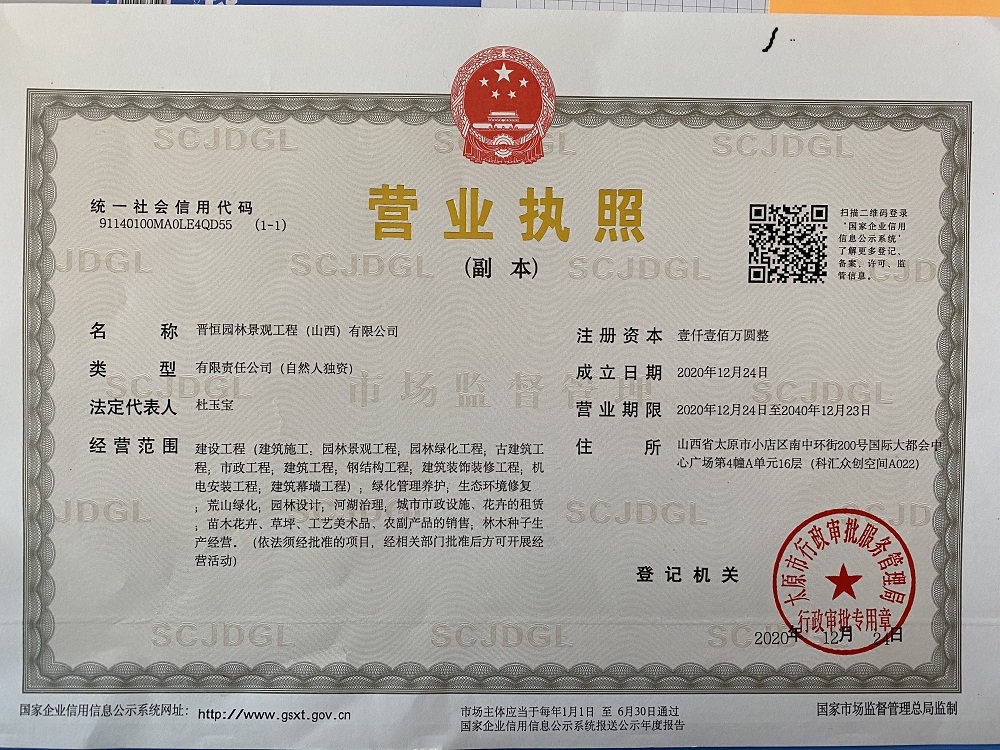 营业执照
(副 本)
统一社会信用代码
91140100MA0LE4QD55 (1-1)
扫描二维码登录
"国家企业信用
信息公示系统"
了解更多登记、
备案、许可、监
管信息。
名 称 晋恒园林景观工程（山西）有限公司
类 型 有限责任公司（自然人独资）
法定代表人 杜玉宝
经营范围 建设工程（建筑施工，园林景观工程，园林绿化工程，古建筑工
程，市政工程，建筑工程，钢结构工程，建筑装饰装修工程，机
电安装工程，建筑幕墙工程）；绿化管理养护，生态环境修复
；荒山绿化，园林设计，河湖治理，城市市政设施、花卉的租赁
；苗木花卉、草坪、工艺美术品、农副产品的销售，林木种子生
产经营。（依法须经批准的项目，经相关部门批准后方可开展经
营活动）
注册资本 壹仟壹佰万圆整
成立日期 2020年12月24日
营业期限 2020年12月24日至2040年12月23日
住 所 山西省太原市小店区南中环街200号国际大都会中
心广场第4幢A单元16层（科汇众创空间A022）
登记机关
太原市行政审批服务管理局
行政审批专用章
2020年 12月 24日
SCJDGL
市场监督管理
国家企业信用信息公示系统网址： http://www.gsxt.gov.cn
市场主体应当于每年1月1日 至 6月30日通过
国家企业信用信息公示系统报送公示年度报告
国家市场监督管理总局监制